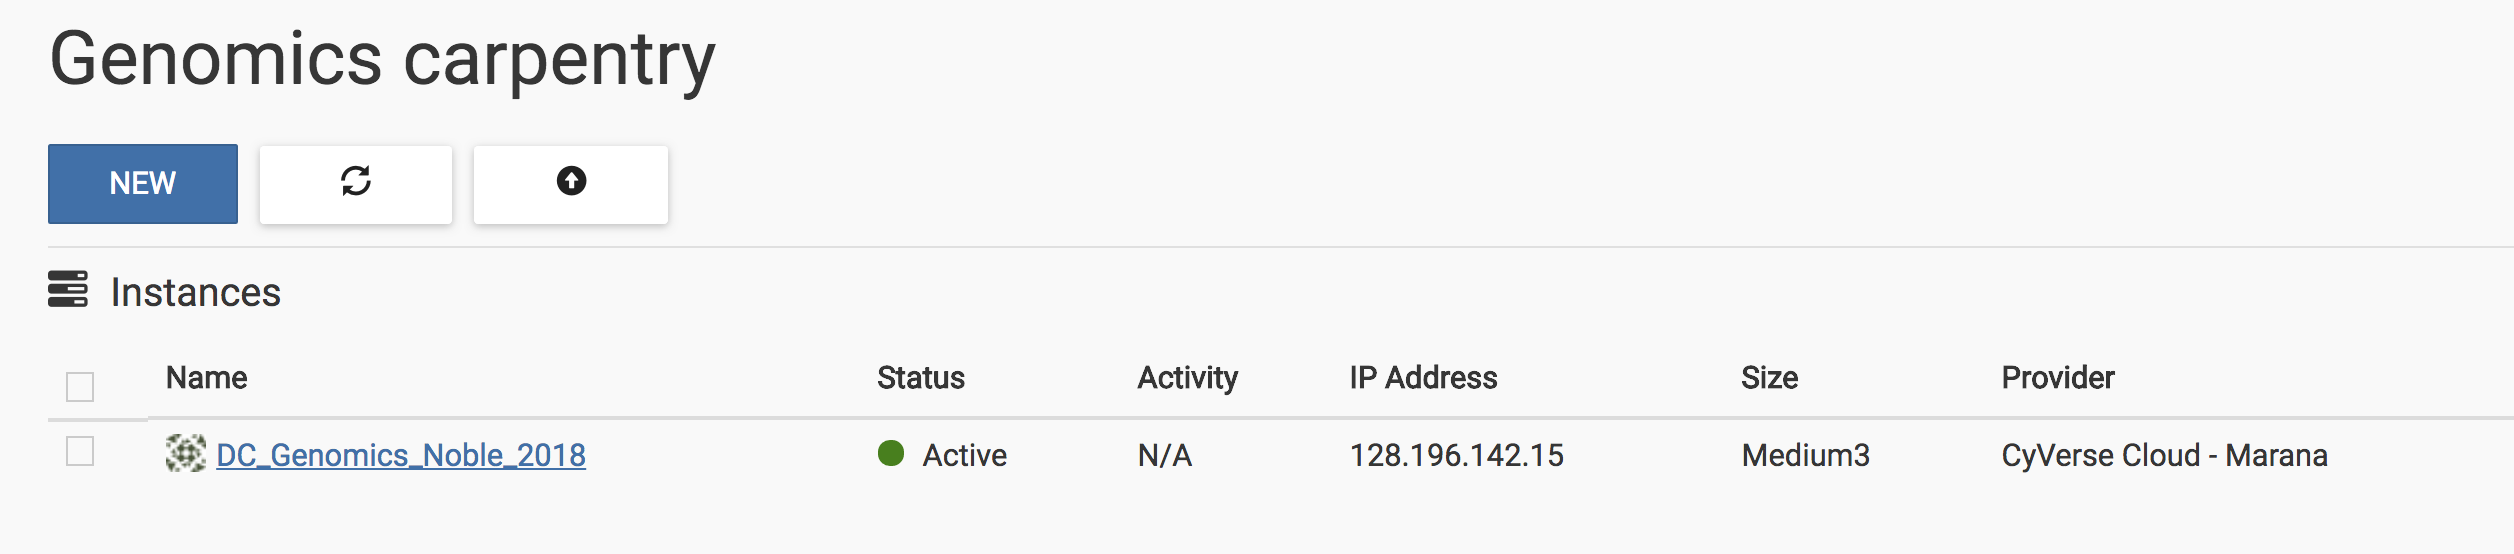 Genomics carpentry
NEW
Instances
Name Status Activity IP Address Size Provider
DC_Genomics_Noble_2018 Active N/A 128.196.142.15 Medium3 CyVerse Cloud - Marana